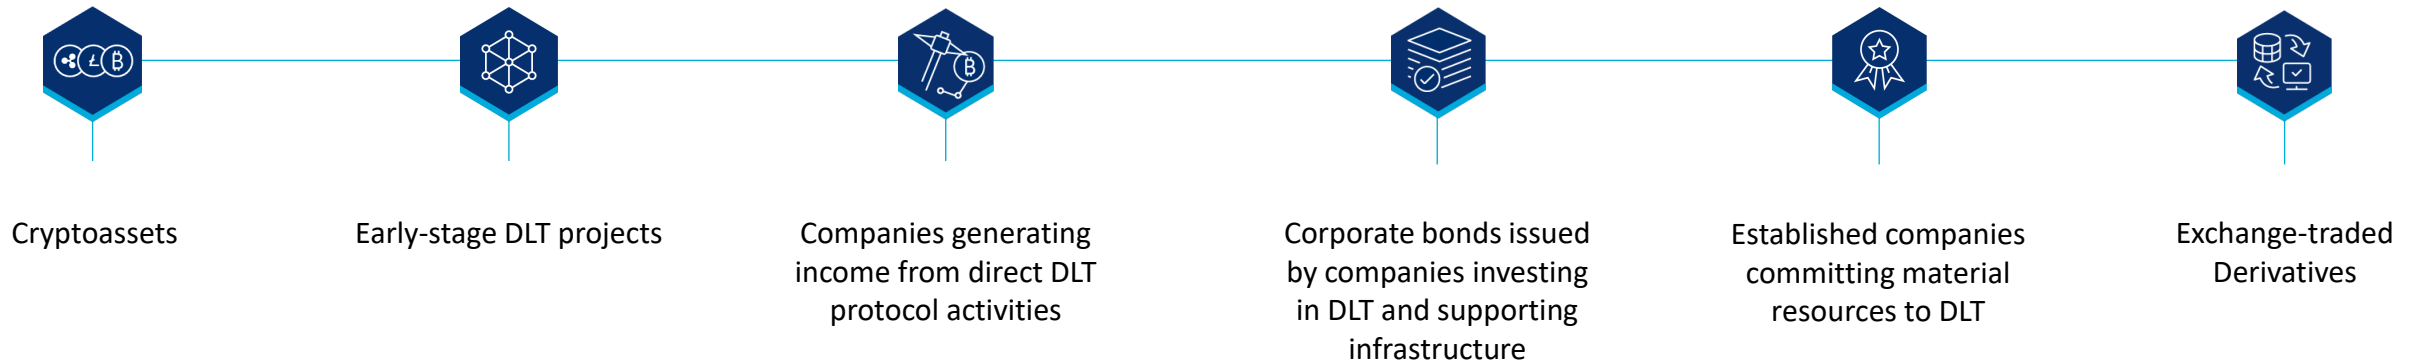 Cryptoassets
Early-stage DLT projects
Companies generating
income from direct DLT
protocol activities
Corporate bonds issued
by companies investing
in DLT and supporting
infrastructure
Established companies
committing material
resources to DLT
Exchange-traded
Derivatives